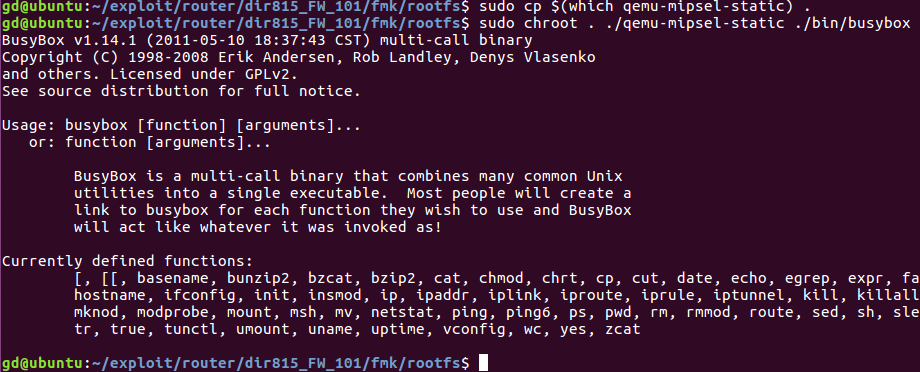 gd@ubuntu:~/exploit/router/dir815_FW_101/fmk/rootfs$ sudo cp $(which qemu-mipsel-static) .
gd@ubuntu:~/exploit/router/dir815_FW_101/fmk/rootfs$ sudo chroot . ./qemu-mipsel-static ./bin/busybox
BusyBox v1.14.1 (2011-05-10 18:37:43 CST) multi-call binary
Copyright (C) 1998-2008 Erik Andersen, Rob Landley, Denys Vlasenko
and others. Licensed under GPLv2.
See source distribution for full notice.
Usage: busybox [function] [arguments]...
or: function [arguments]...
BusyBox is a multi-call binary that combines many common Unix
utilities into a single executable.  Most people will create a
link to busybox for each function they wish to use and BusyBox
will act like whatever it was invoked as!
Currently defined functions:
[, [[, basename, bunzip2, bzcat, bzip2, cat, chmod, chrt, cp, cut, date, echo, egrep, expr, fa
hostname, ifconfig, init, insmod, ip, ipaddr, iplink, iproute, iprule, iptunnel, kill, killall
mknod, modprobe, mount, msh, mv, netstat, ping, ping6, ps, pwd, rm, rmmod, route, sed, sh, sle
tr, true, tunctl, umount, uname, uptime, vconfig, wc, yes, zcat
gd@ubuntu:~/exploit/router/dir815_FW_101/fmk/rootfs$